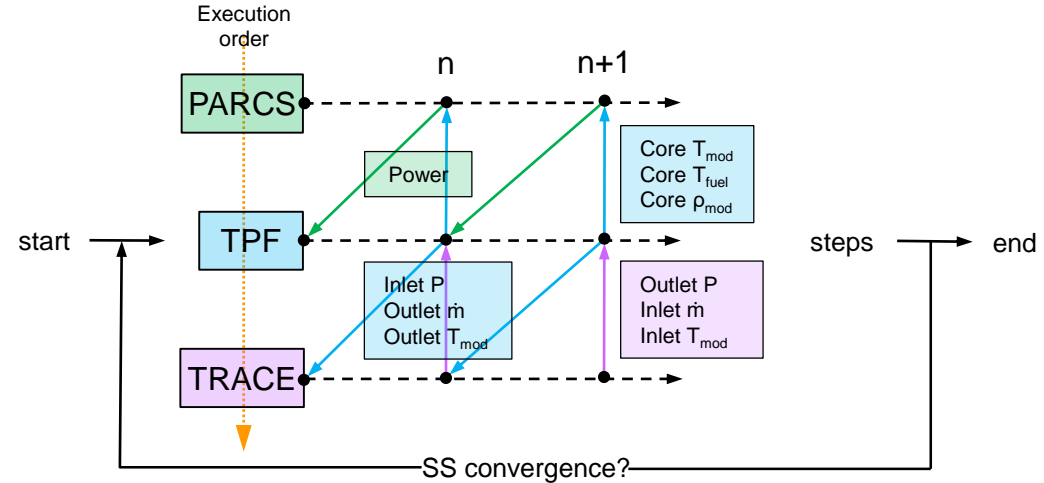 Execution
order
n
n+1
PARCS
Core T_mod
Core T_fuel
Core ρ_mod
Power
start
TPF
steps
end
Inlet P
Outlet ṁ
Outlet T_mod
Outlet P
Inlet ṁ
Inlet T_mod
TRACE
SS convergence?